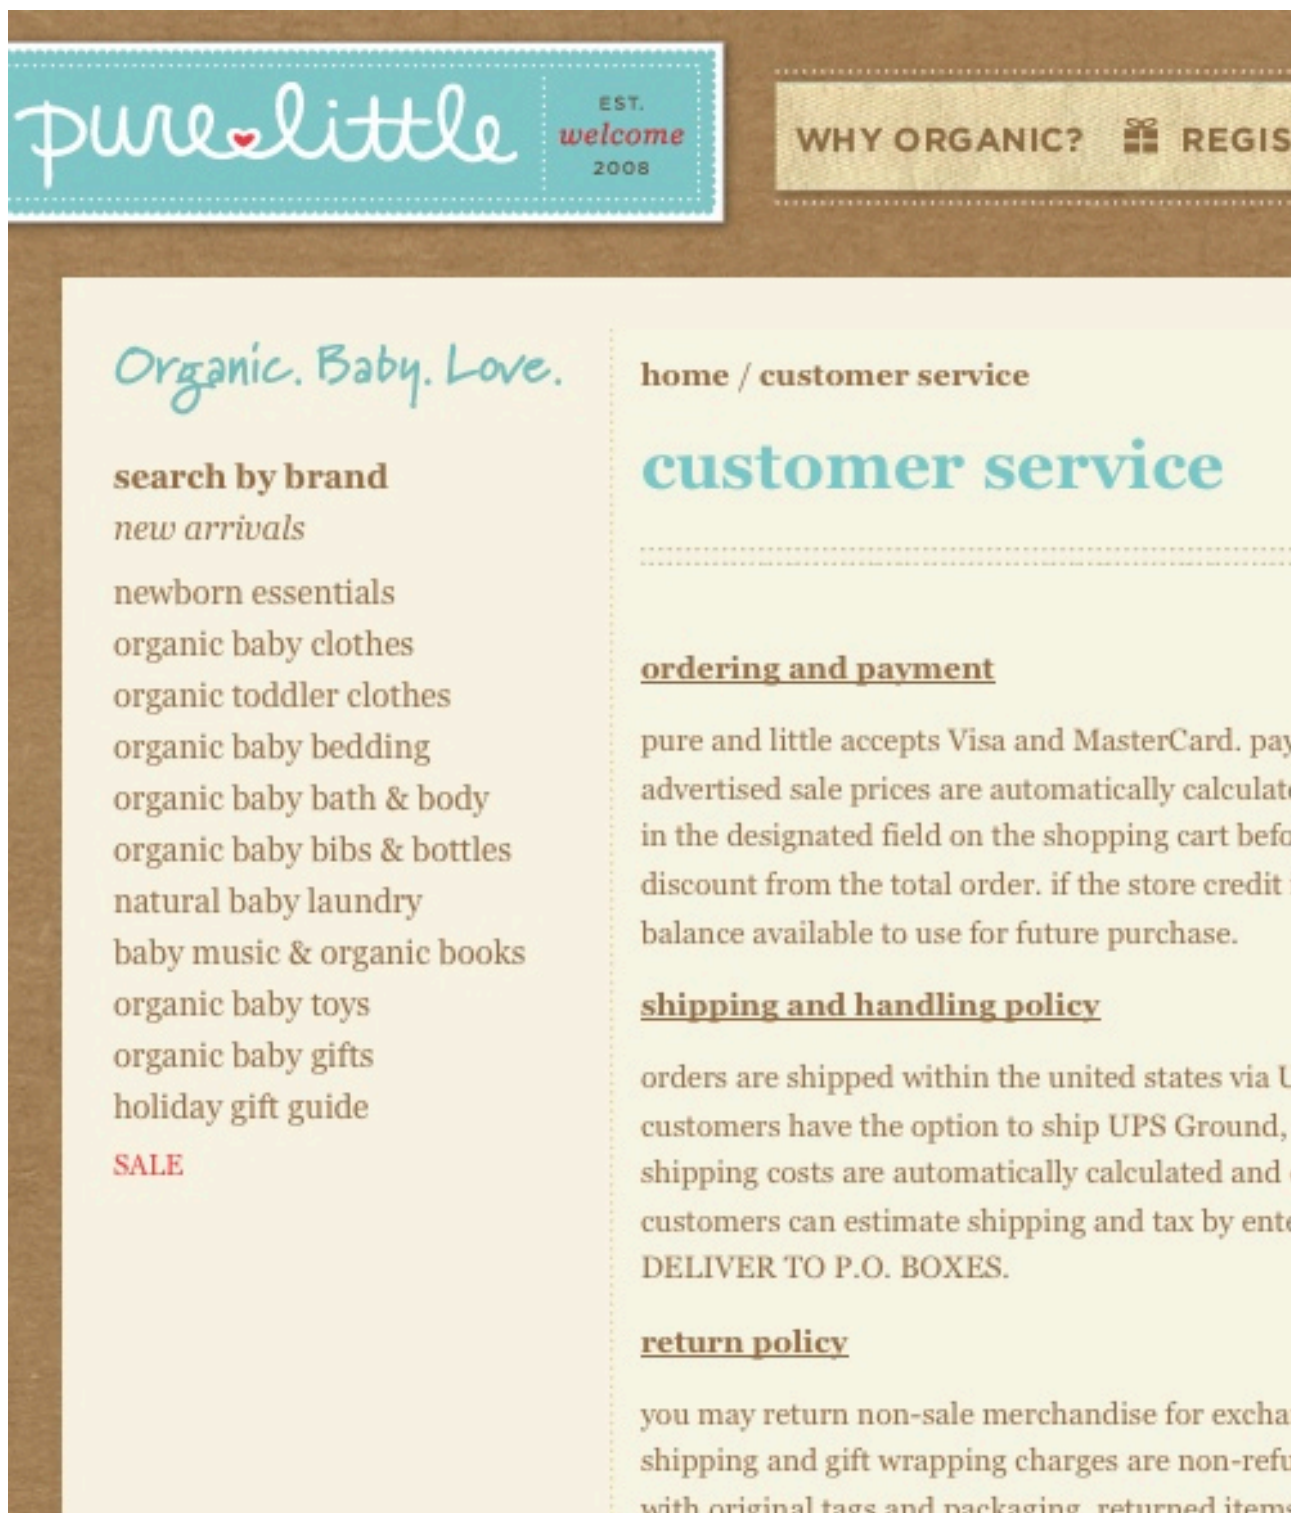 pure little
EST.
welcome
2008
WHY ORGANIC?
Organic. Baby. Love.
search by brand
new arrivals
newborn essentials
organic baby clothes
organic toddler clothes
organic baby bedding
organic baby bath & body
organic baby bibs & bottles
natural baby laundry
baby music & organic books
organic baby toys
organic baby gifts
holiday gift guide
SALE
home / customer service
customer service
ordering and payment
pure and little accepts Visa and MasterCard.
advertised sale prices are automatically
in the designated field on the shopping cart
discount from the total order. if the store credit
balance available to use for future purchase.
shipping and handling policy
orders are shipped within the united states via
customers have the option to ship UPS Ground,
shipping costs are automatically calculated and
customers can estimate shipping and tax by
DELIVER TO P.O. BOXES.
return policy
you may return non-sale merchandise for
shipping and gift wrapping charges are
with original tags and packaging. returned items